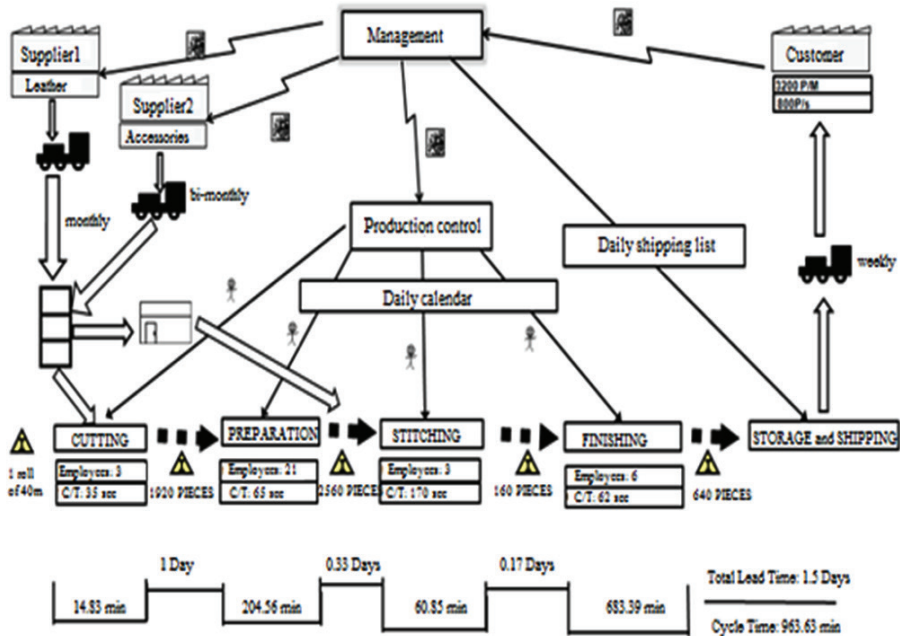 Management
Supplier1
Leather
Supplier2
Accessories
Customer
3200 P/M
800P/s
monthly
bi-monthly
Production control
Daily shipping list
weekly
Daily calendar
CUTTING
Employees: 3
C/T: 35 sec
PREPARATION
Employees: 21
C/T: 65 sec
STITCHING
Employees: 3
C/T: 170 sec
FINISHING
Employees: 6
C/T: 62 sec
STORAGE and SHIPPING
1 roll
of 40m
1920 PIECES
2560 PIECES
160 PIECES
640 PIECES
1 Day
0.33 Days
0.17 Days
14.83 min
204.56 min
60.85 min
683.39 min
Total Lead Time: 1.5 Days
Cycle Time: 963.63 min